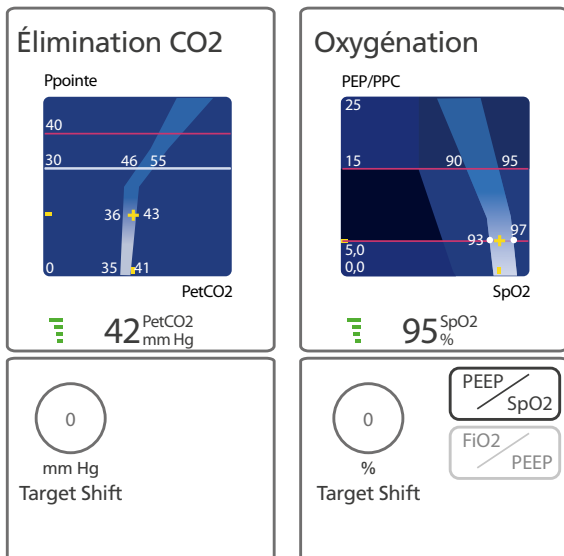 Élimination CO2
Ppointe
40
30
46
55
36
43
0
35
41
PetCO2
42 PetCO2 mm Hg
0
mm Hg
Target Shift
Oxygénation
PEP/PPC
25
15
90
95
93
97
5,0
0,0
SpO2
95 SpO2 %
0
%
Target Shift
PEEP
SpO2
FiO2
PEEP